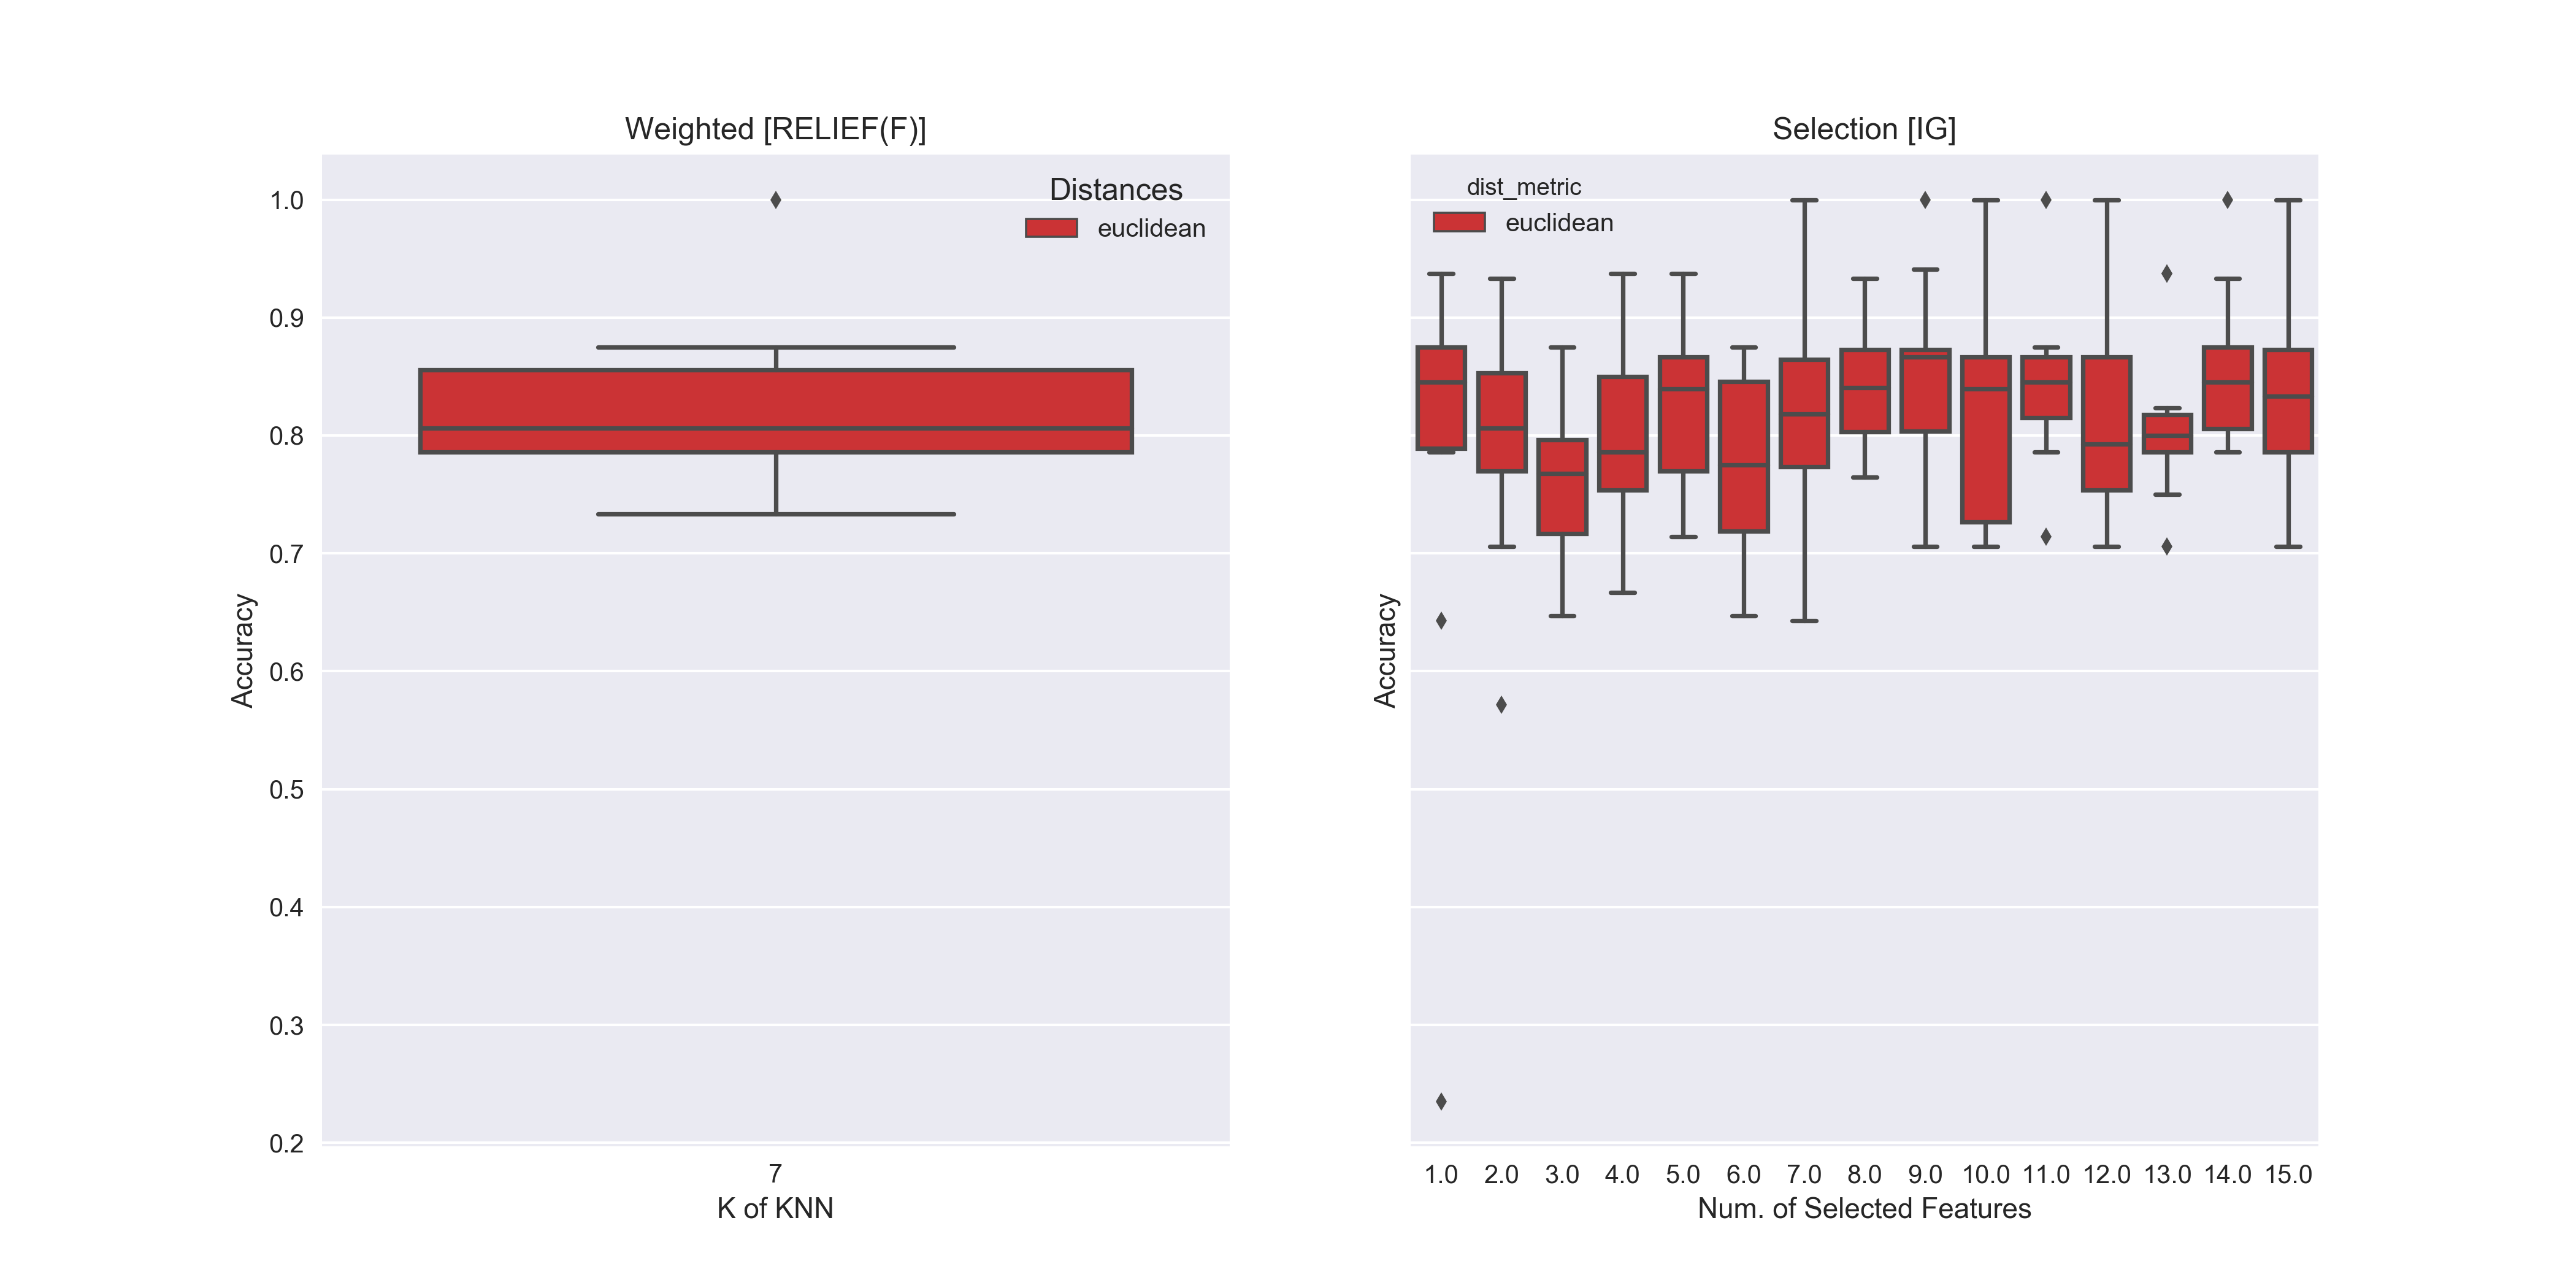 Weighted [RELIEF(F)]
Distances
euclidean
1.0
0.9
0.8
0.7
0.6
0.5
0.4
0.3
0.2
Accuracy
7
K of KNN
Selection [IG]
dist_metric
euclidean
Accuracy
1.0 2.0 3.0 4.0 5.0 6.0 7.0 8.0 9.0 10.0 11.0 12.0 13.0 14.0 15.0
Num. of Selected Features